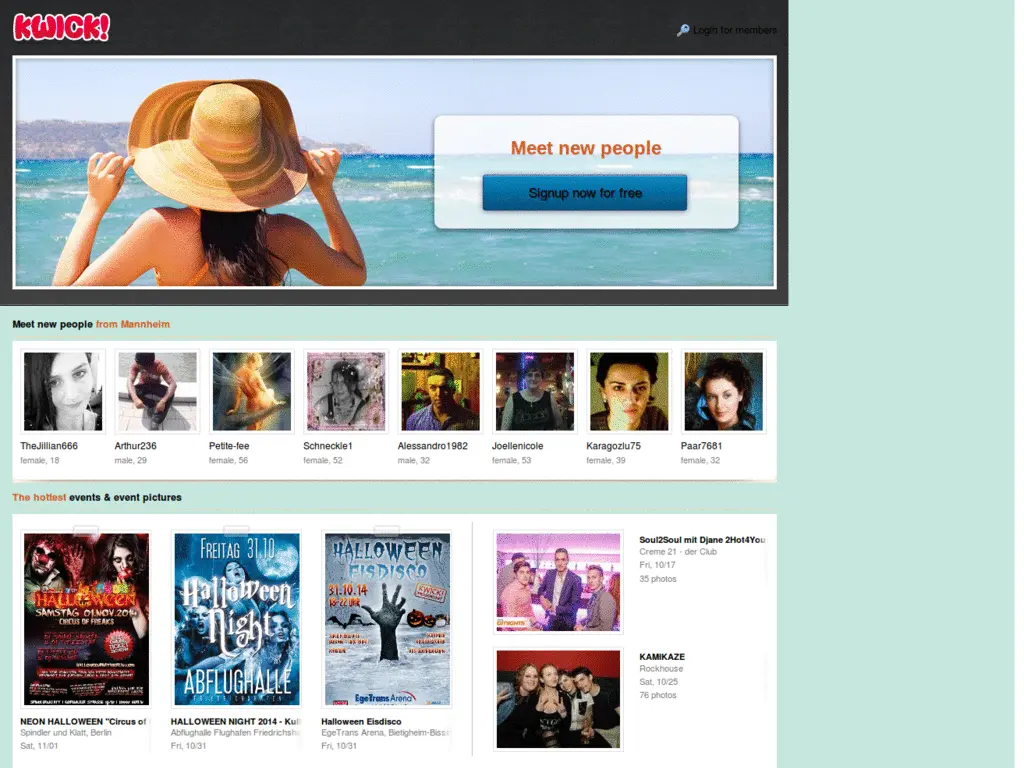 KWICK!
Login for members
Meet new people
Signup now for free
Meet new people from Mannheim
TheJillian666
female, 18
Arthur236
male, 29
Petite-fee
female, 56
Schneckle1
female, 52
Alessandro1982
male, 32
Joellenicole
female, 53
Karagozlu75
female, 39
Paar7681
female, 32
The hottest events & event pictures
HALLOWEEN
SAMSTAG 01.NOV.2014
CIRCUS OF FREAKS
NEON HALLOWEEN "Circus of
Spindler und Klatt, Berlin
Sat, 11/01
FREITAG 31.10
Halloween
Night
ABFLUGHALLE
HALLOWEEN NIGHT 2014 - Kult
Abflughalle Flughafen Friedrichsha
Fri, 10/31
HALLOWEEN
EISDISCO
31.10.14
18-22 UHR
KWICK!
EgeTrans Arena
Halloween Eisdisco
EgeTrans Arena, Bietigheim-Bissi
Fri, 10/31
Soul2Soul mit Djane 2Hot4You
Creme 21 - der Club
Fri, 10/17
35 photos
KAMIKAZE
Rockhouse
Sat, 10/25
76 photos